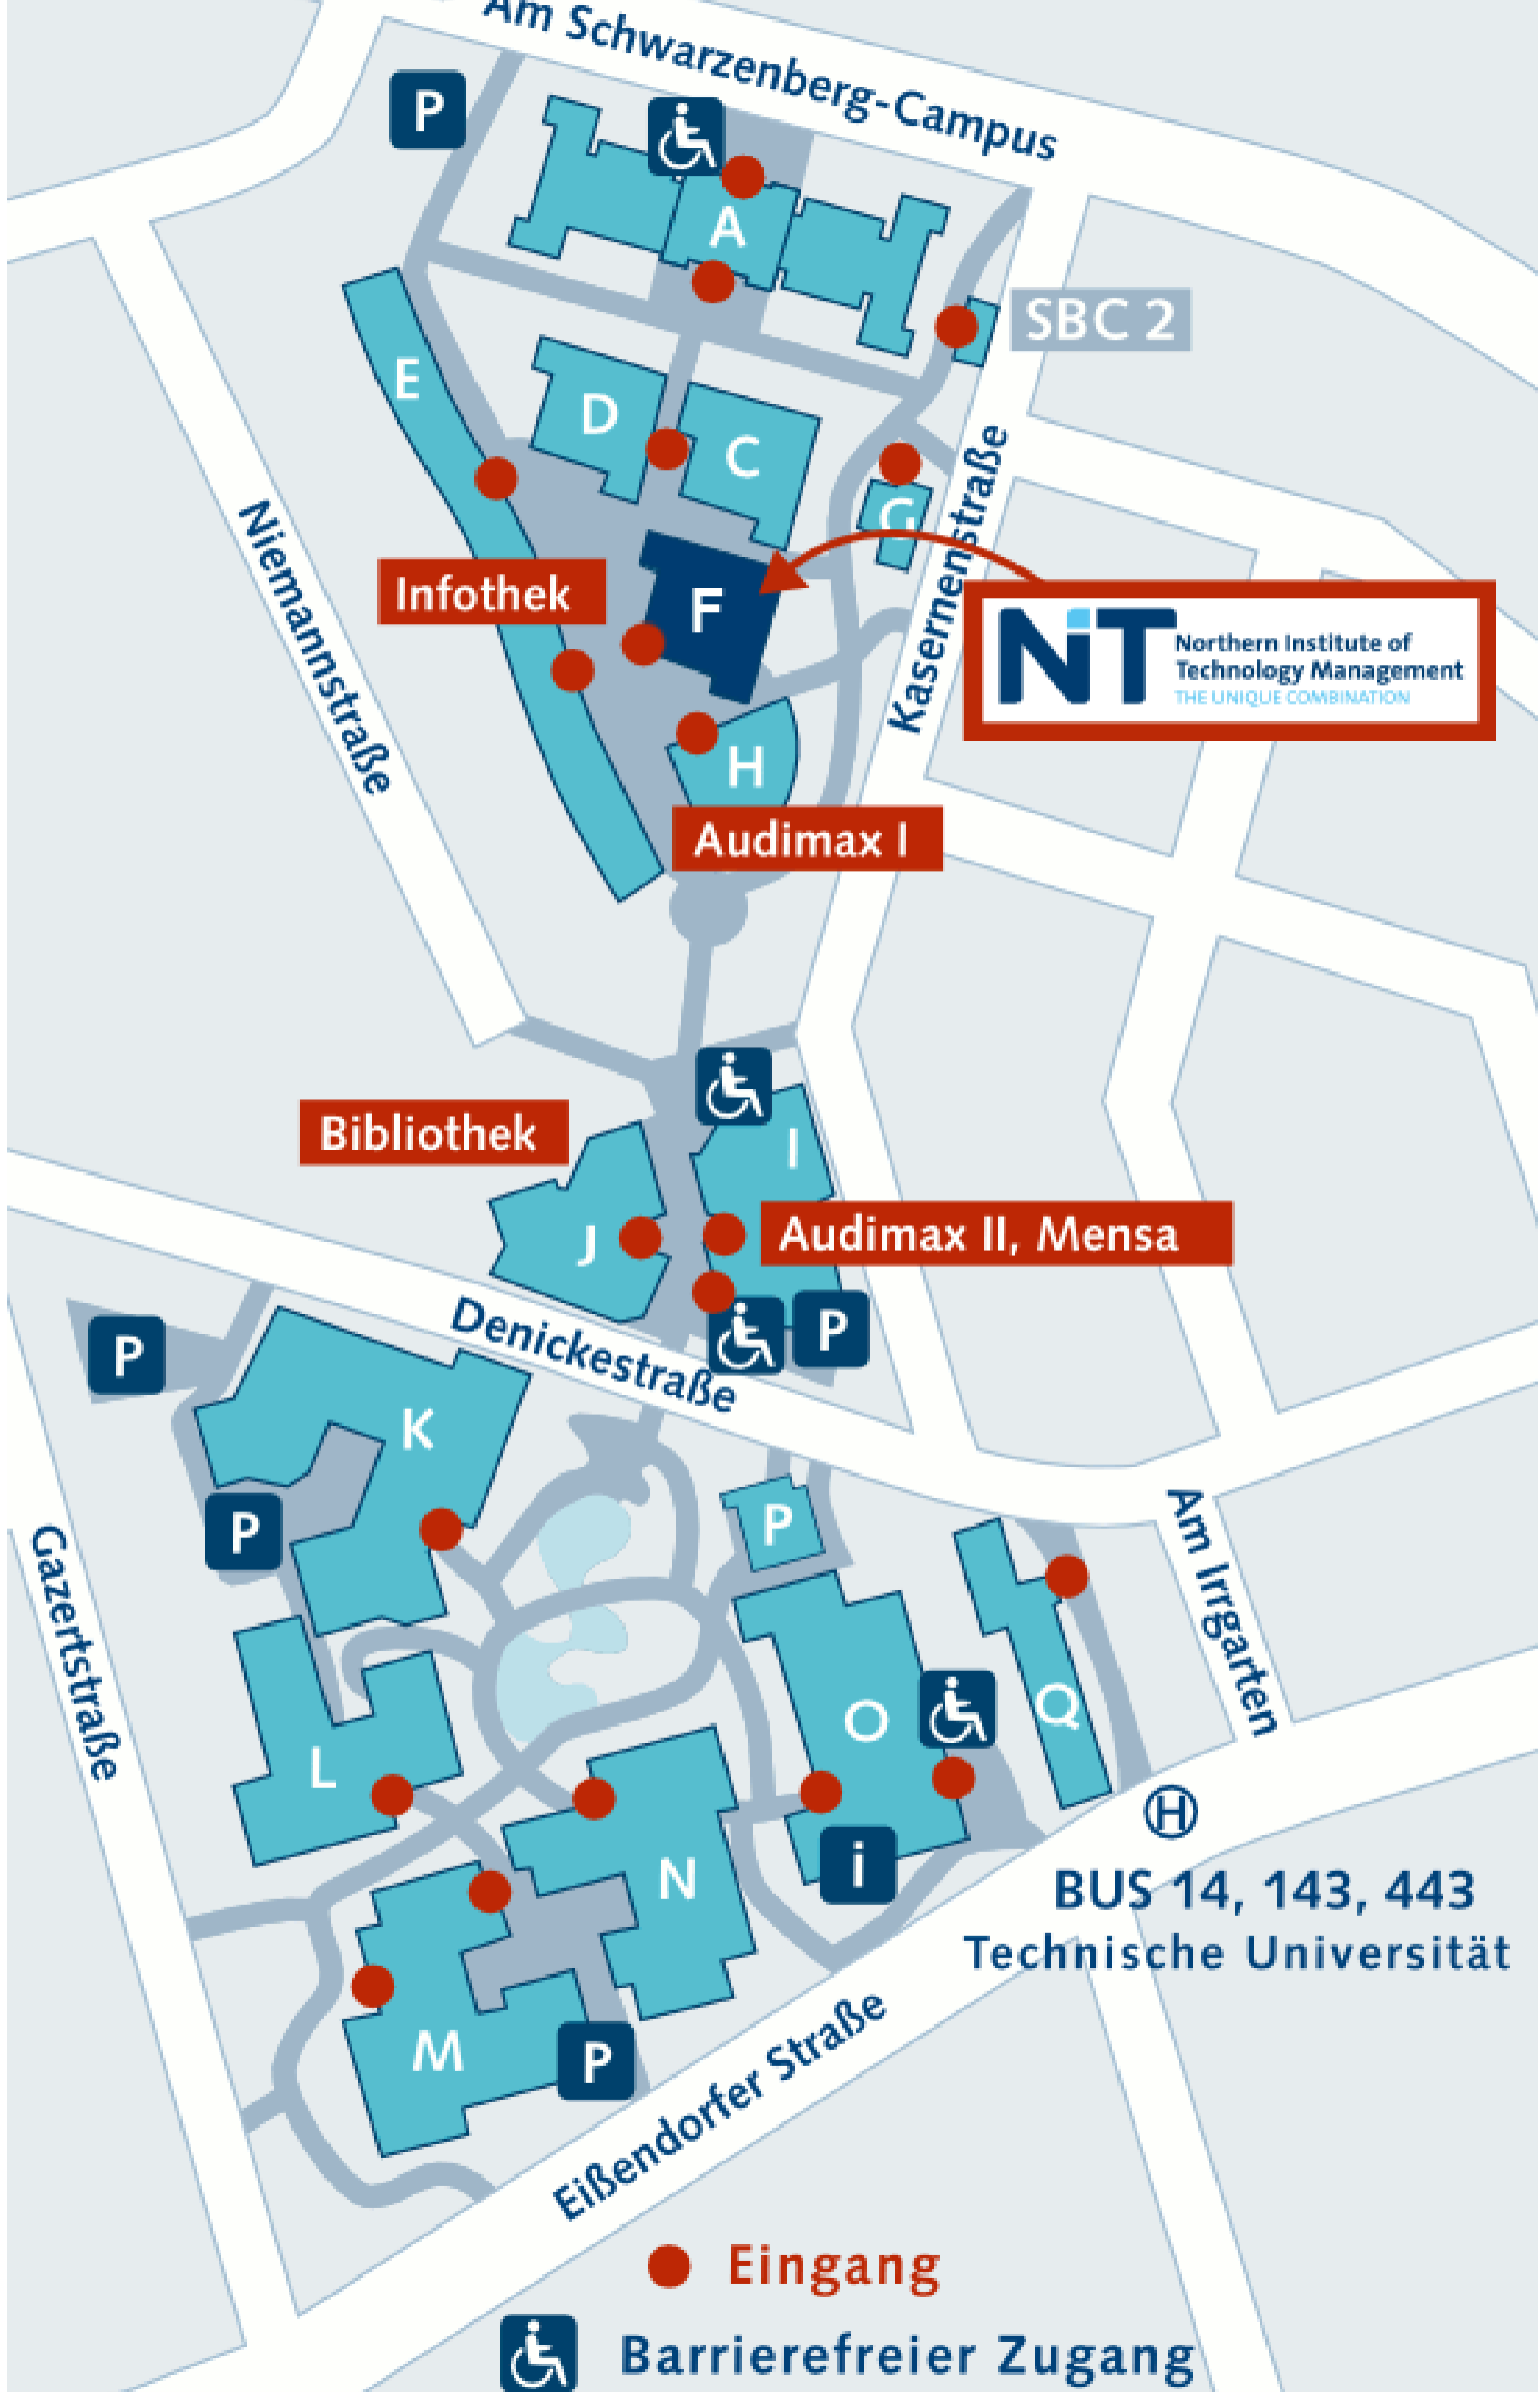 Am Schwarzenberg-Campus
P
A
SBC 2
E
D
C
G
Niemannstraße
Kasernenstraße
Infothek
F
NiT
Northern Institute of
Technology Management
THE UNIQUE COMBINATION
H
Audimax I
Bibliothek
I
J
Audimax II, Mensa
Denickestraße
P
P
K
P
P
Gazertstraße
Am Irrgarten
O
Q
L
N
i
H
BUS 14, 143, 443
Technische Universität
M
P
Eißendorfer Straße
Eingang
Barrierefreier Zugang